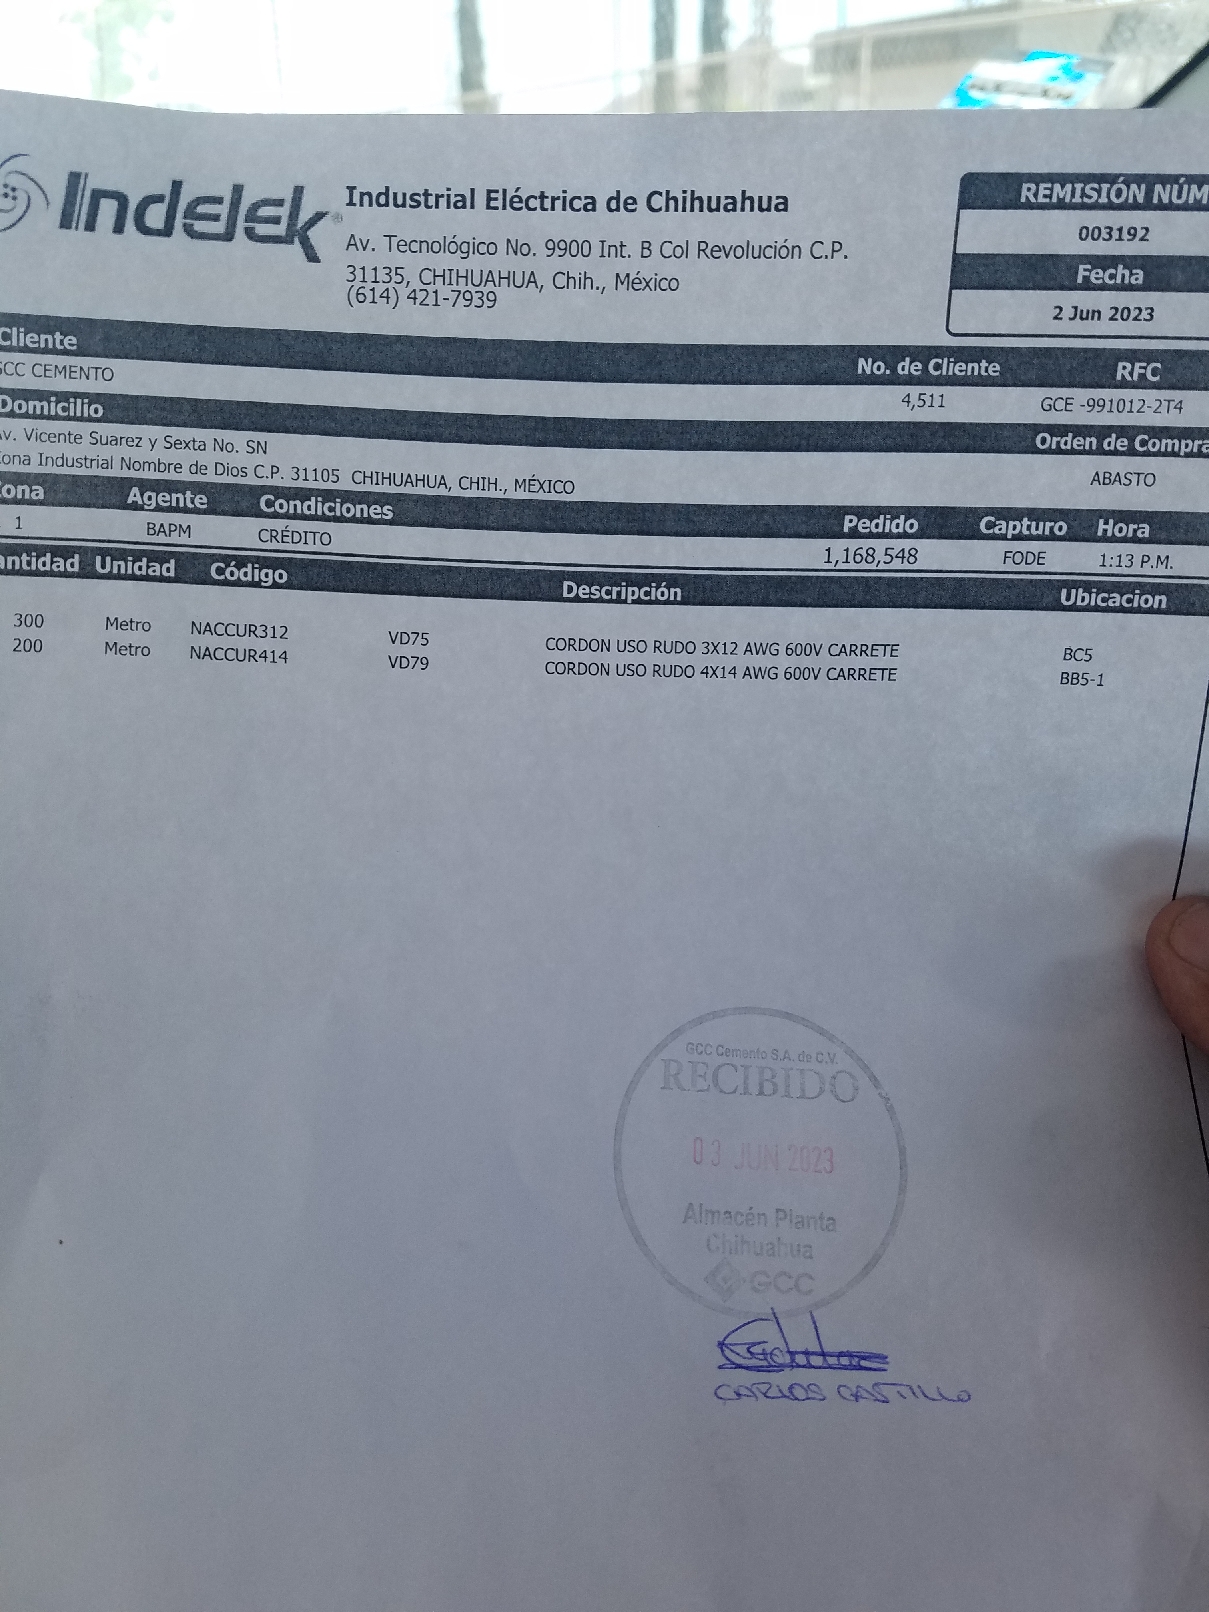 Indelek®
Industrial Eléctrica de Chihuahua
Av. Tecnológico No. 9900 Int. B Col Revolución C.P.
31135, CHIHUAHUA, Chih., México
(614) 421-7939
REMISIÓN NÚM
003192
Fecha
2 Jun 2023
Cliente No. de Cliente RFC
GCC CEMENTO 4,511 GCE -991012-2T4
Domicilio Orden de Compra
Av. Vicente Suarez y Sexta No. SN ABASTO
Zona Industrial Nombre de Dios C.P. 31105 CHIHUAHUA, CHIH., MÉXICO
Zona Agente Condiciones Pedido Capturo Hora
1 BAPM CRÉDITO 1,168,548 FODE 1:13 P.M.
antidad Unidad Código Descripción Ubicacion
300 Metro NACCUR312 VD75 CORDON USO RUDO 3X12 AWG 600V CARRETE BC5
200 Metro NACCUR414 VD79 CORDON USO RUDO 4X14 AWG 600V CARRETE BB5-1
GCC Cemento S.A. de C.V.
RECIBIDO
03 JUN 2023
Almacén Planta
Chihuahua
GCC
CARLOS CASTILLO